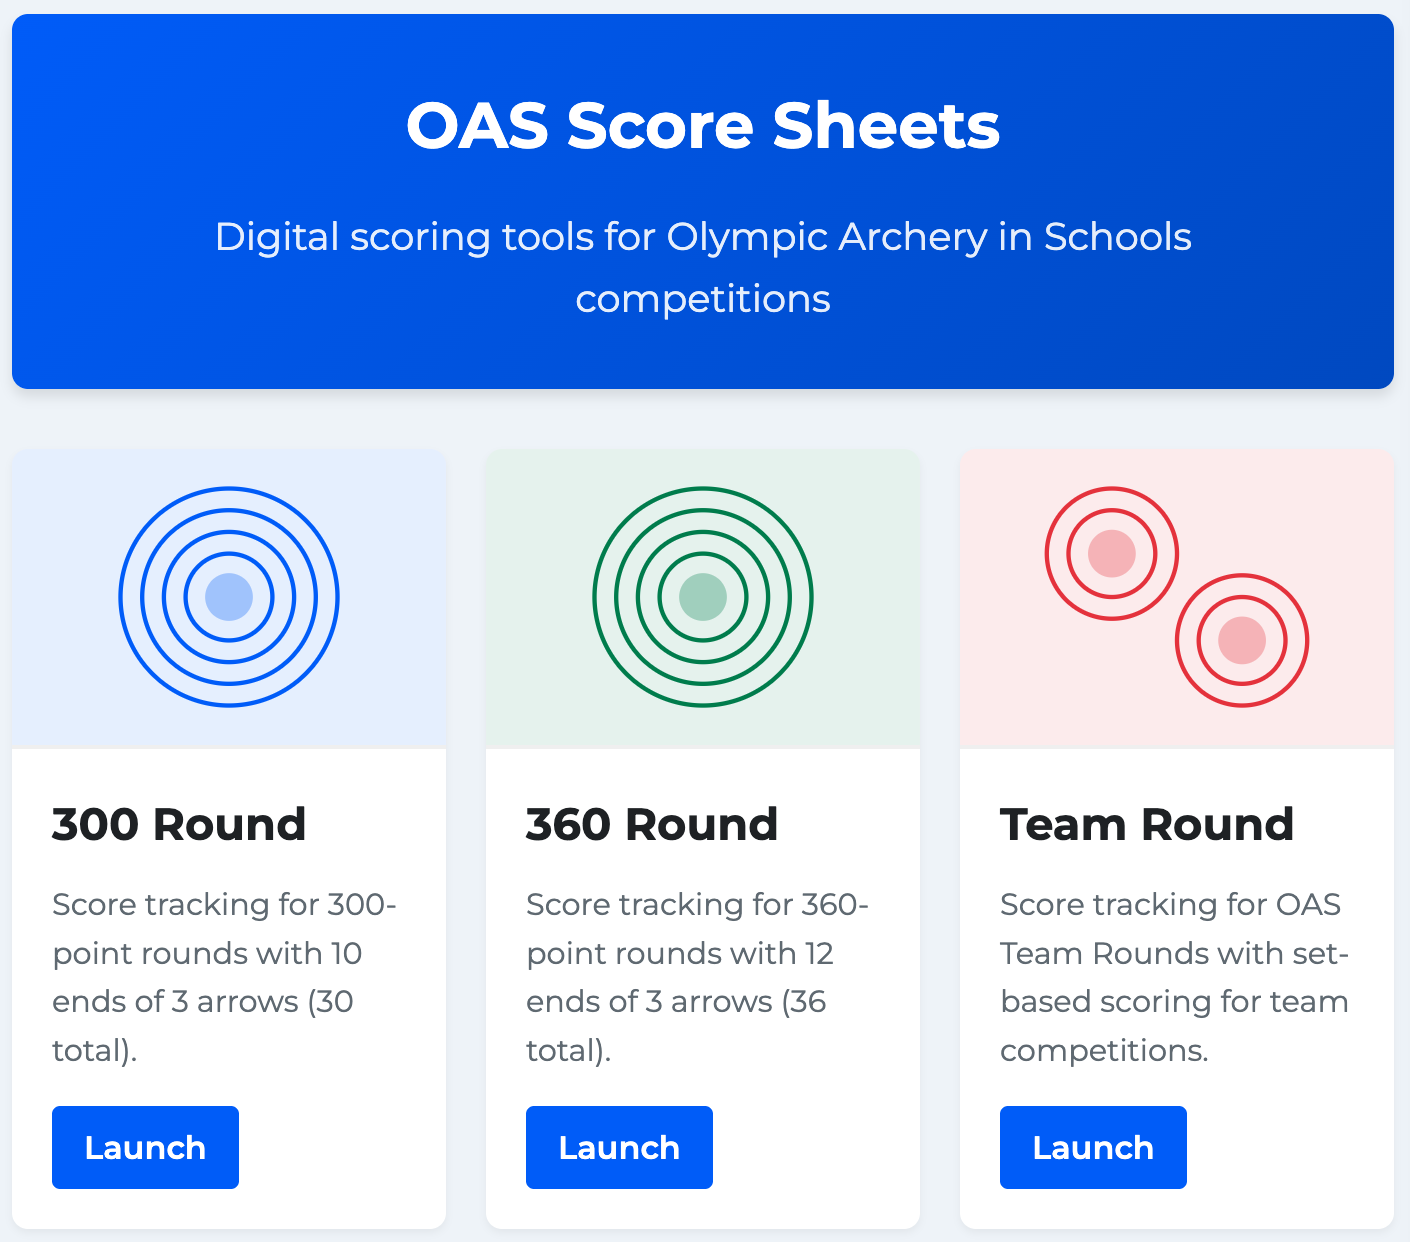 OAS Score Sheets
Digital scoring tools for Olympic Archery in Schools
competitions
300 Round
Score tracking for 300-
point rounds with 10
ends of 3 arrows (30
total).
Launch
360 Round
Score tracking for 360-
point rounds with 12
ends of 3 arrows (36
total).
Launch
Team Round
Score tracking for OAS
Team Rounds with set-
based scoring for team
competitions.
Launch